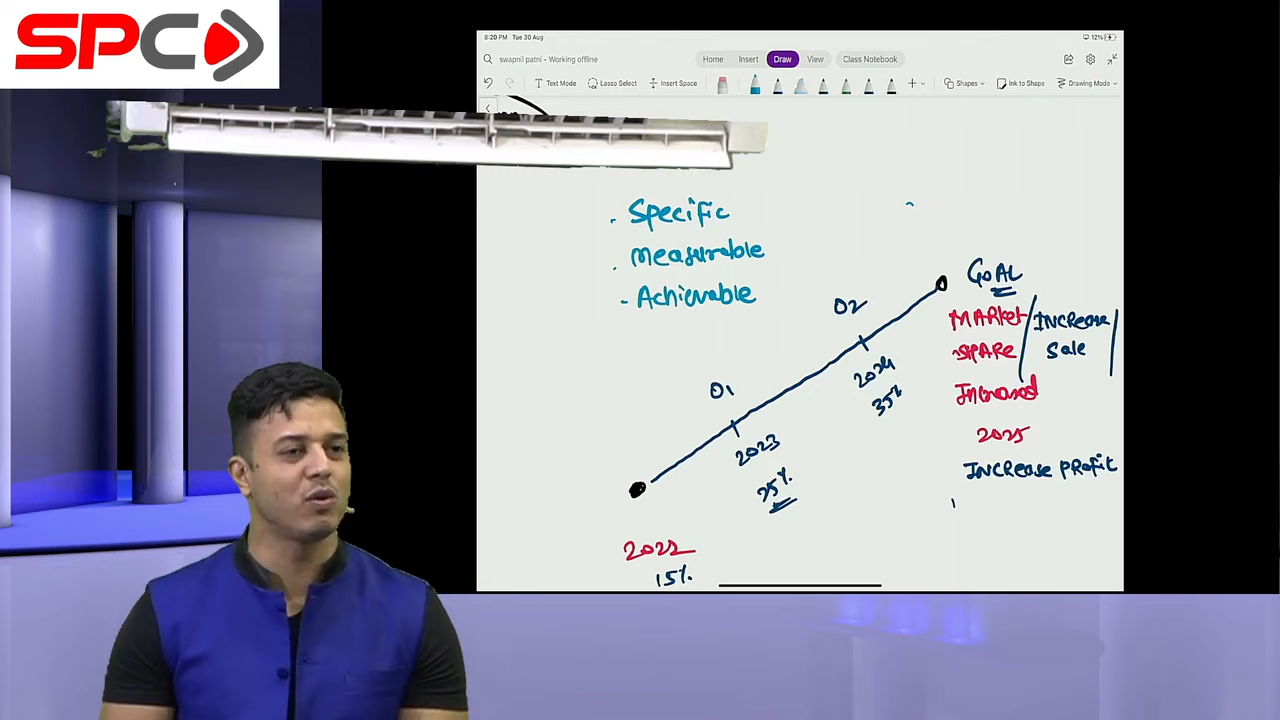 SPC
8:20 PM Tue 30 Aug
12%
swapnil patni - Working offline
Home Insert Draw View Class Notebook
Text Mode Lasso Select Insert Space Shapes Ink to Shape Drawing Mode
. Specific
. Measurable
. Achievable
GOAL
MARKET / INCREASE
SHARE / Sale
Increased
2025
INCREASE PROFIT
O2
2024
35%
O1
2023
25%
2022
15%